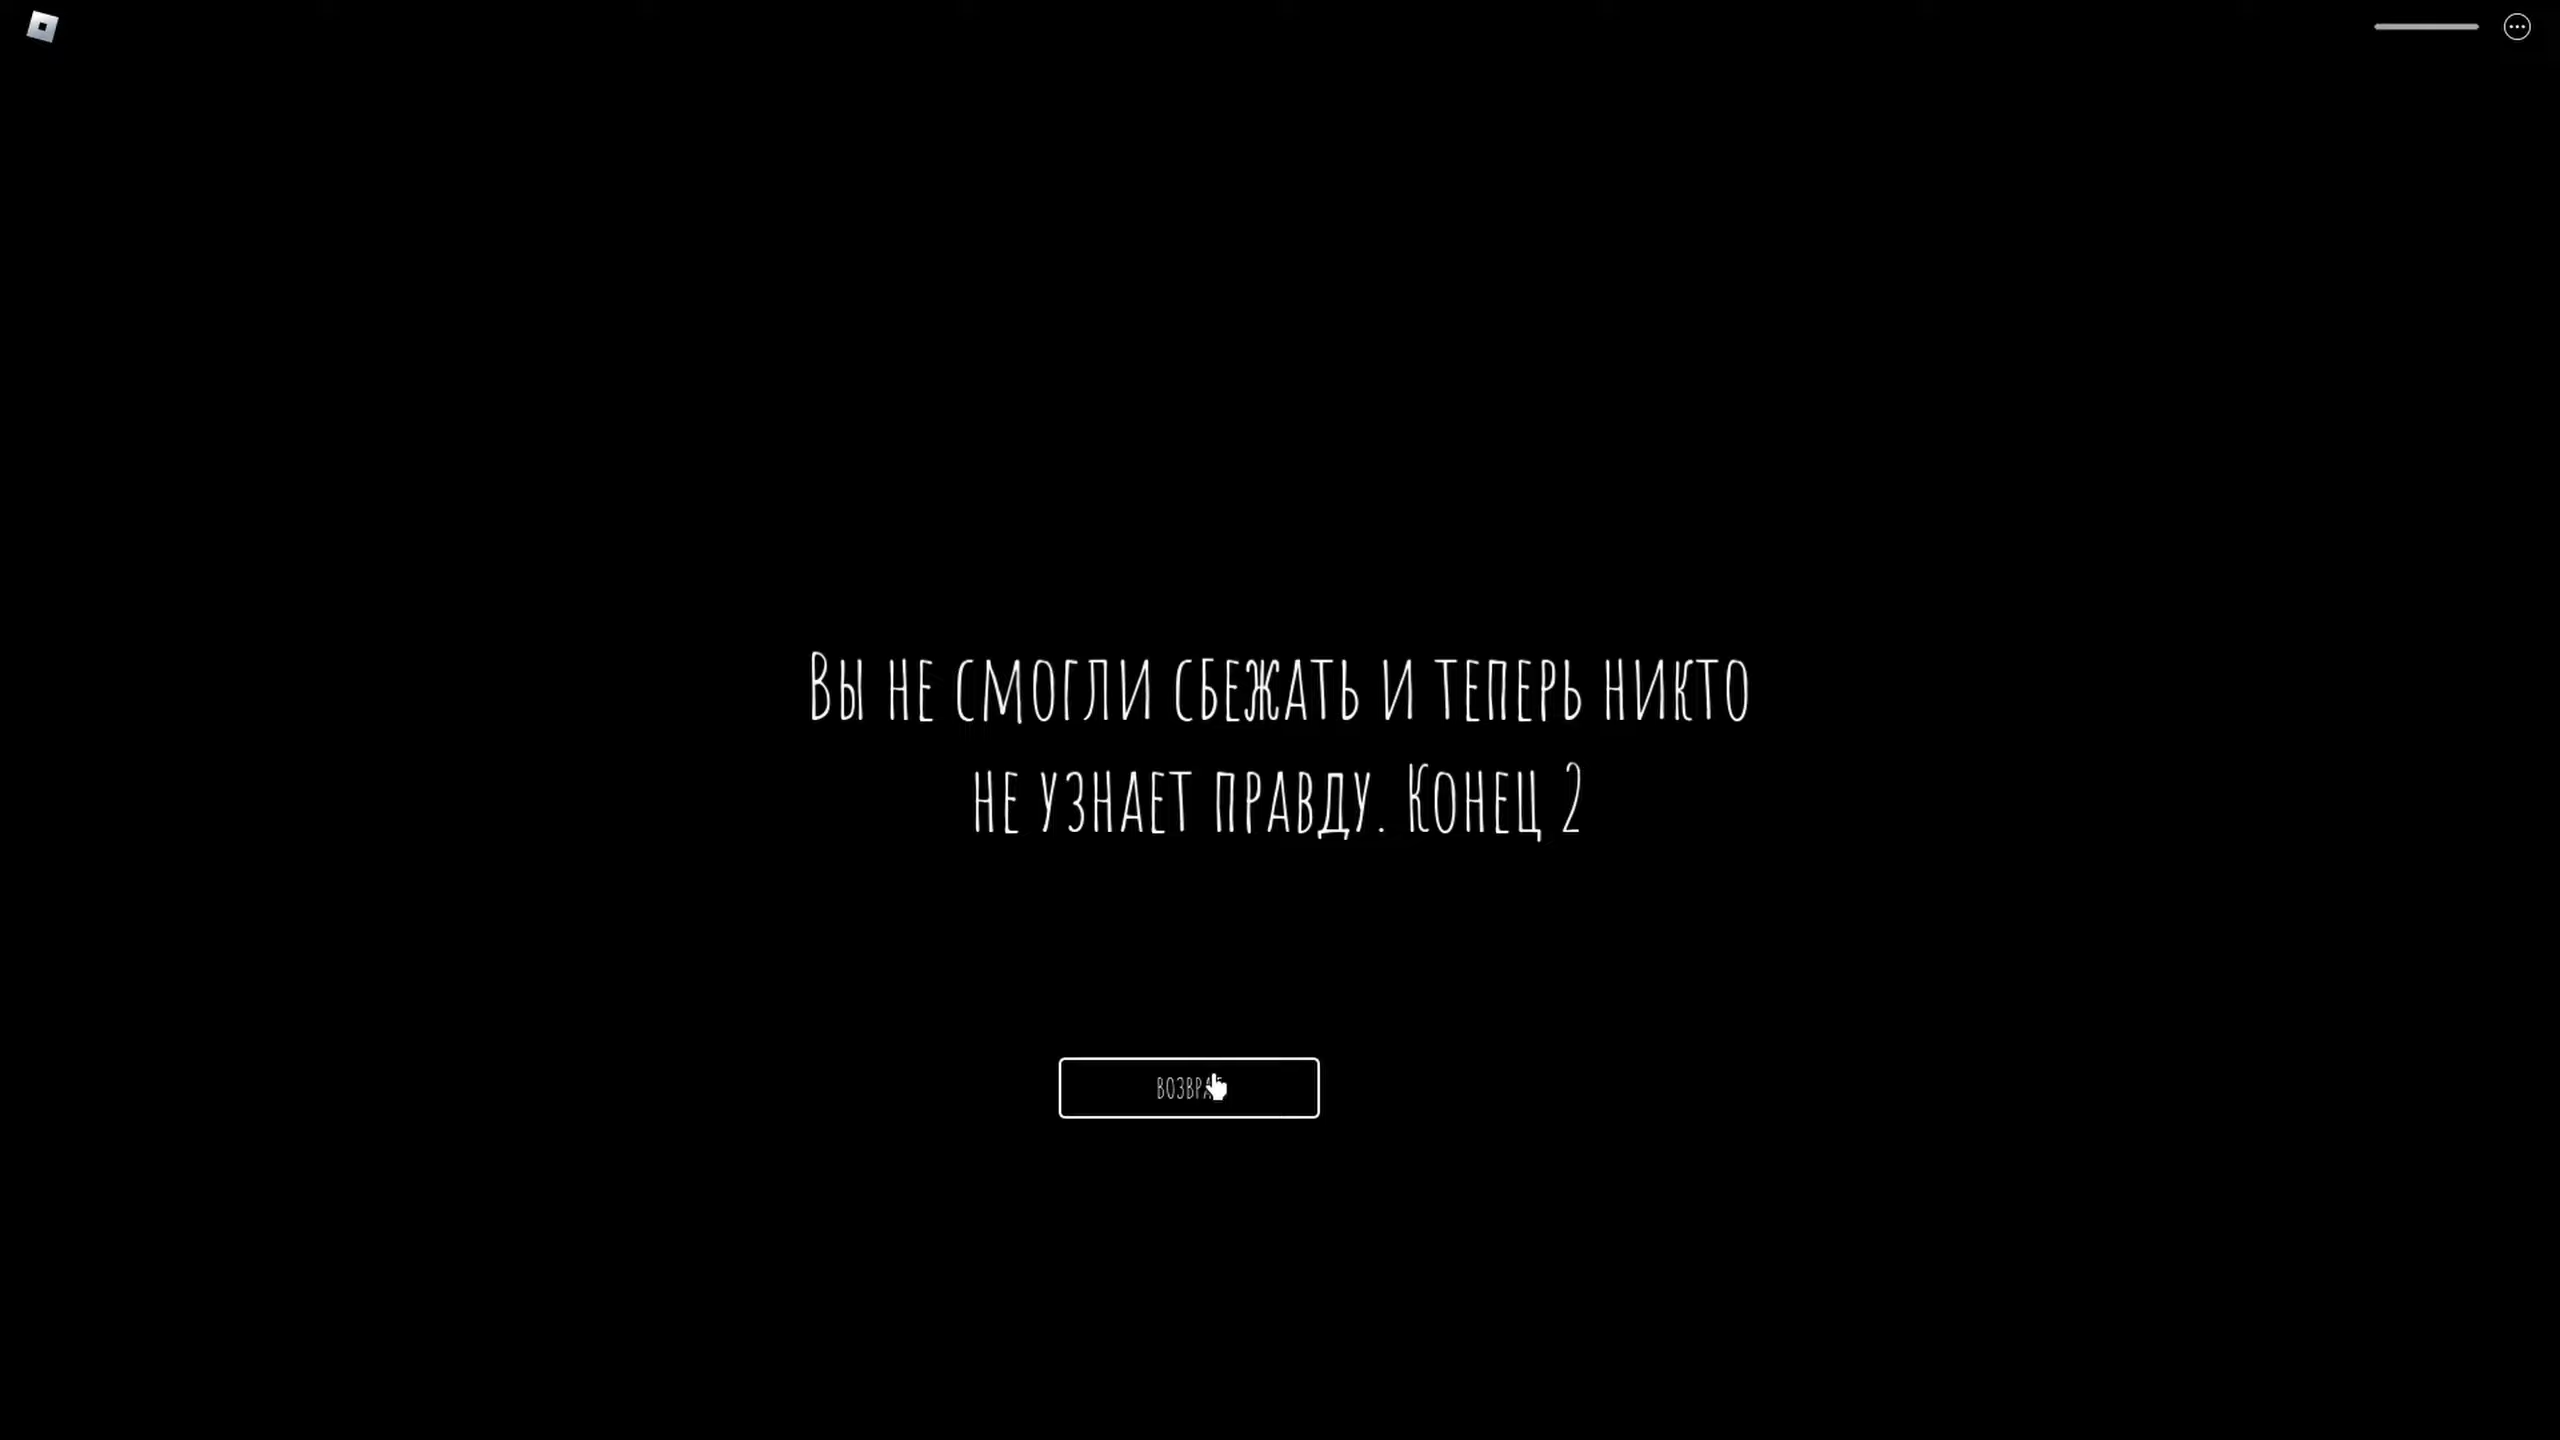 Вы не смогли сбежать и теперь никто
не узнает правду. Конец 2